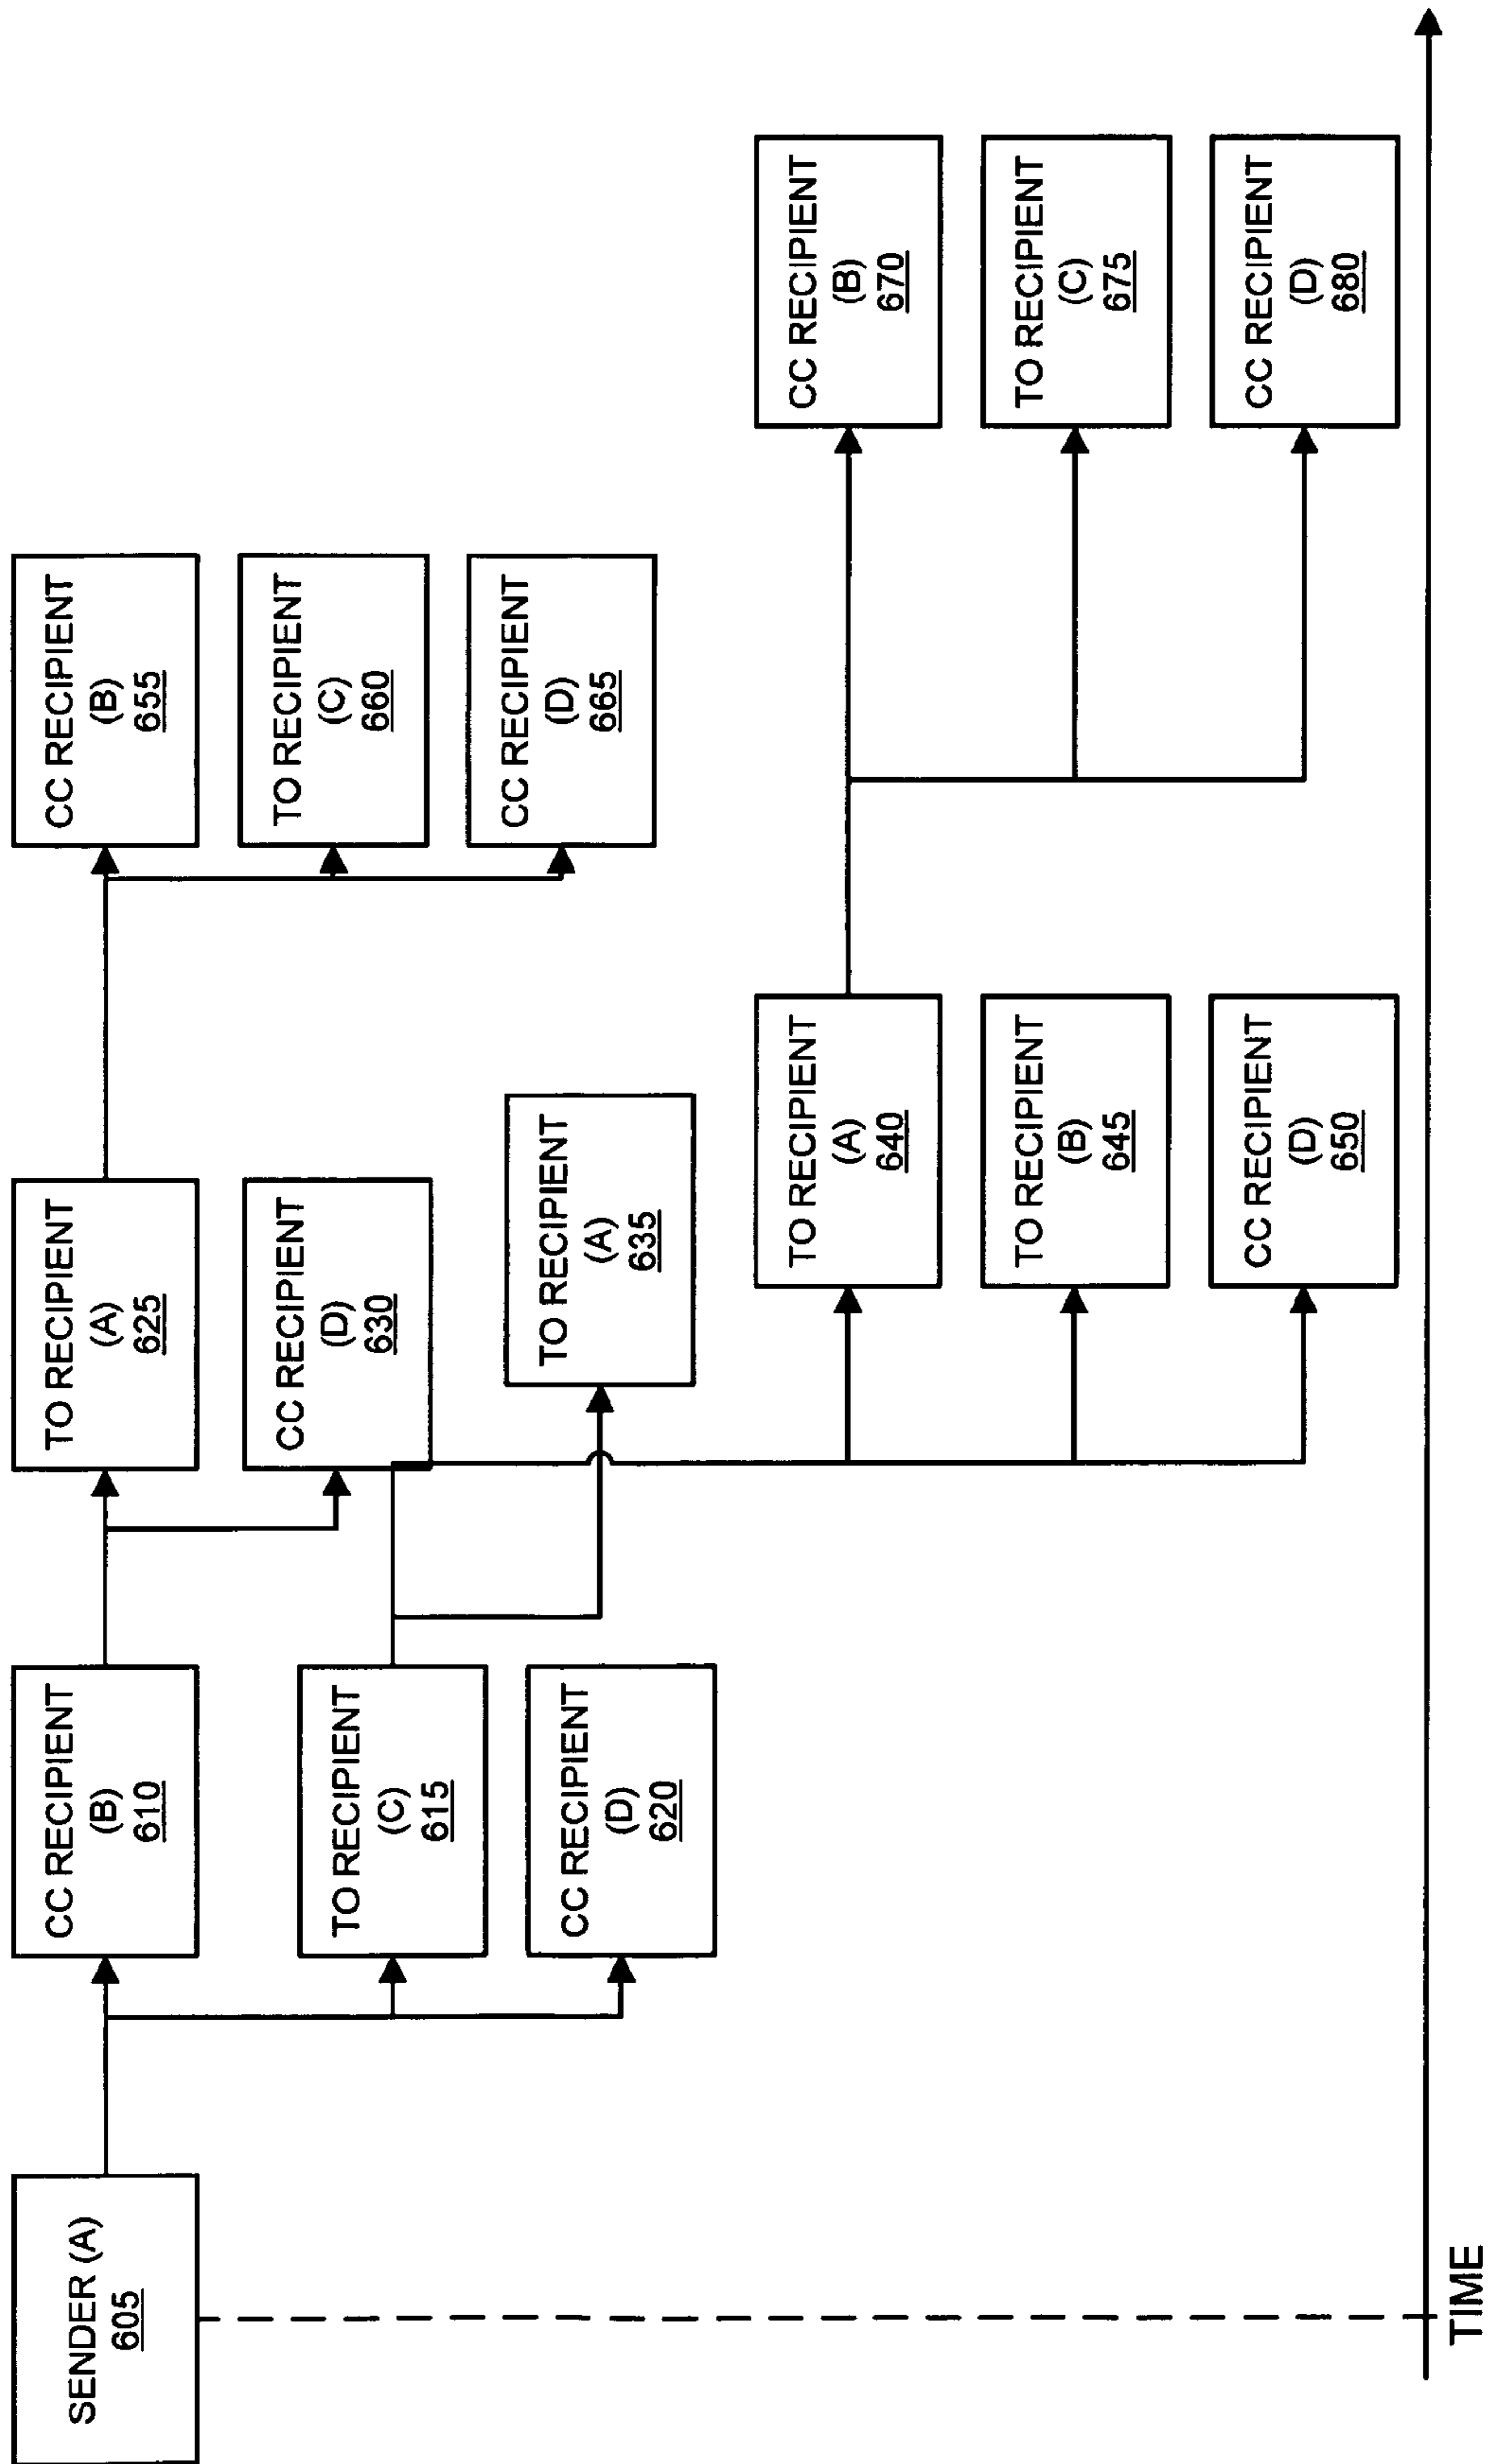 SENDER (A)
605
CC RECIPIENT
(B)
610
TO RECIPIENT
(C)
615
CC RECIPIENT
(D)
620
TO RECIPIENT
(A)
625
CC RECIPIENT
(D)
630
TO RECIPIENT
(A)
635
TO RECIPIENT
(A)
640
TO RECIPIENT
(B)
645
CC RECIPIENT
(D)
650
CC RECIPIENT
(B)
655
TO RECIPIENT
(C)
660
CC RECIPIENT
(D)
665
CC RECIPIENT
(B)
670
TO RECIPIENT
(C)
675
CC RECIPIENT
(D)
680
TIME